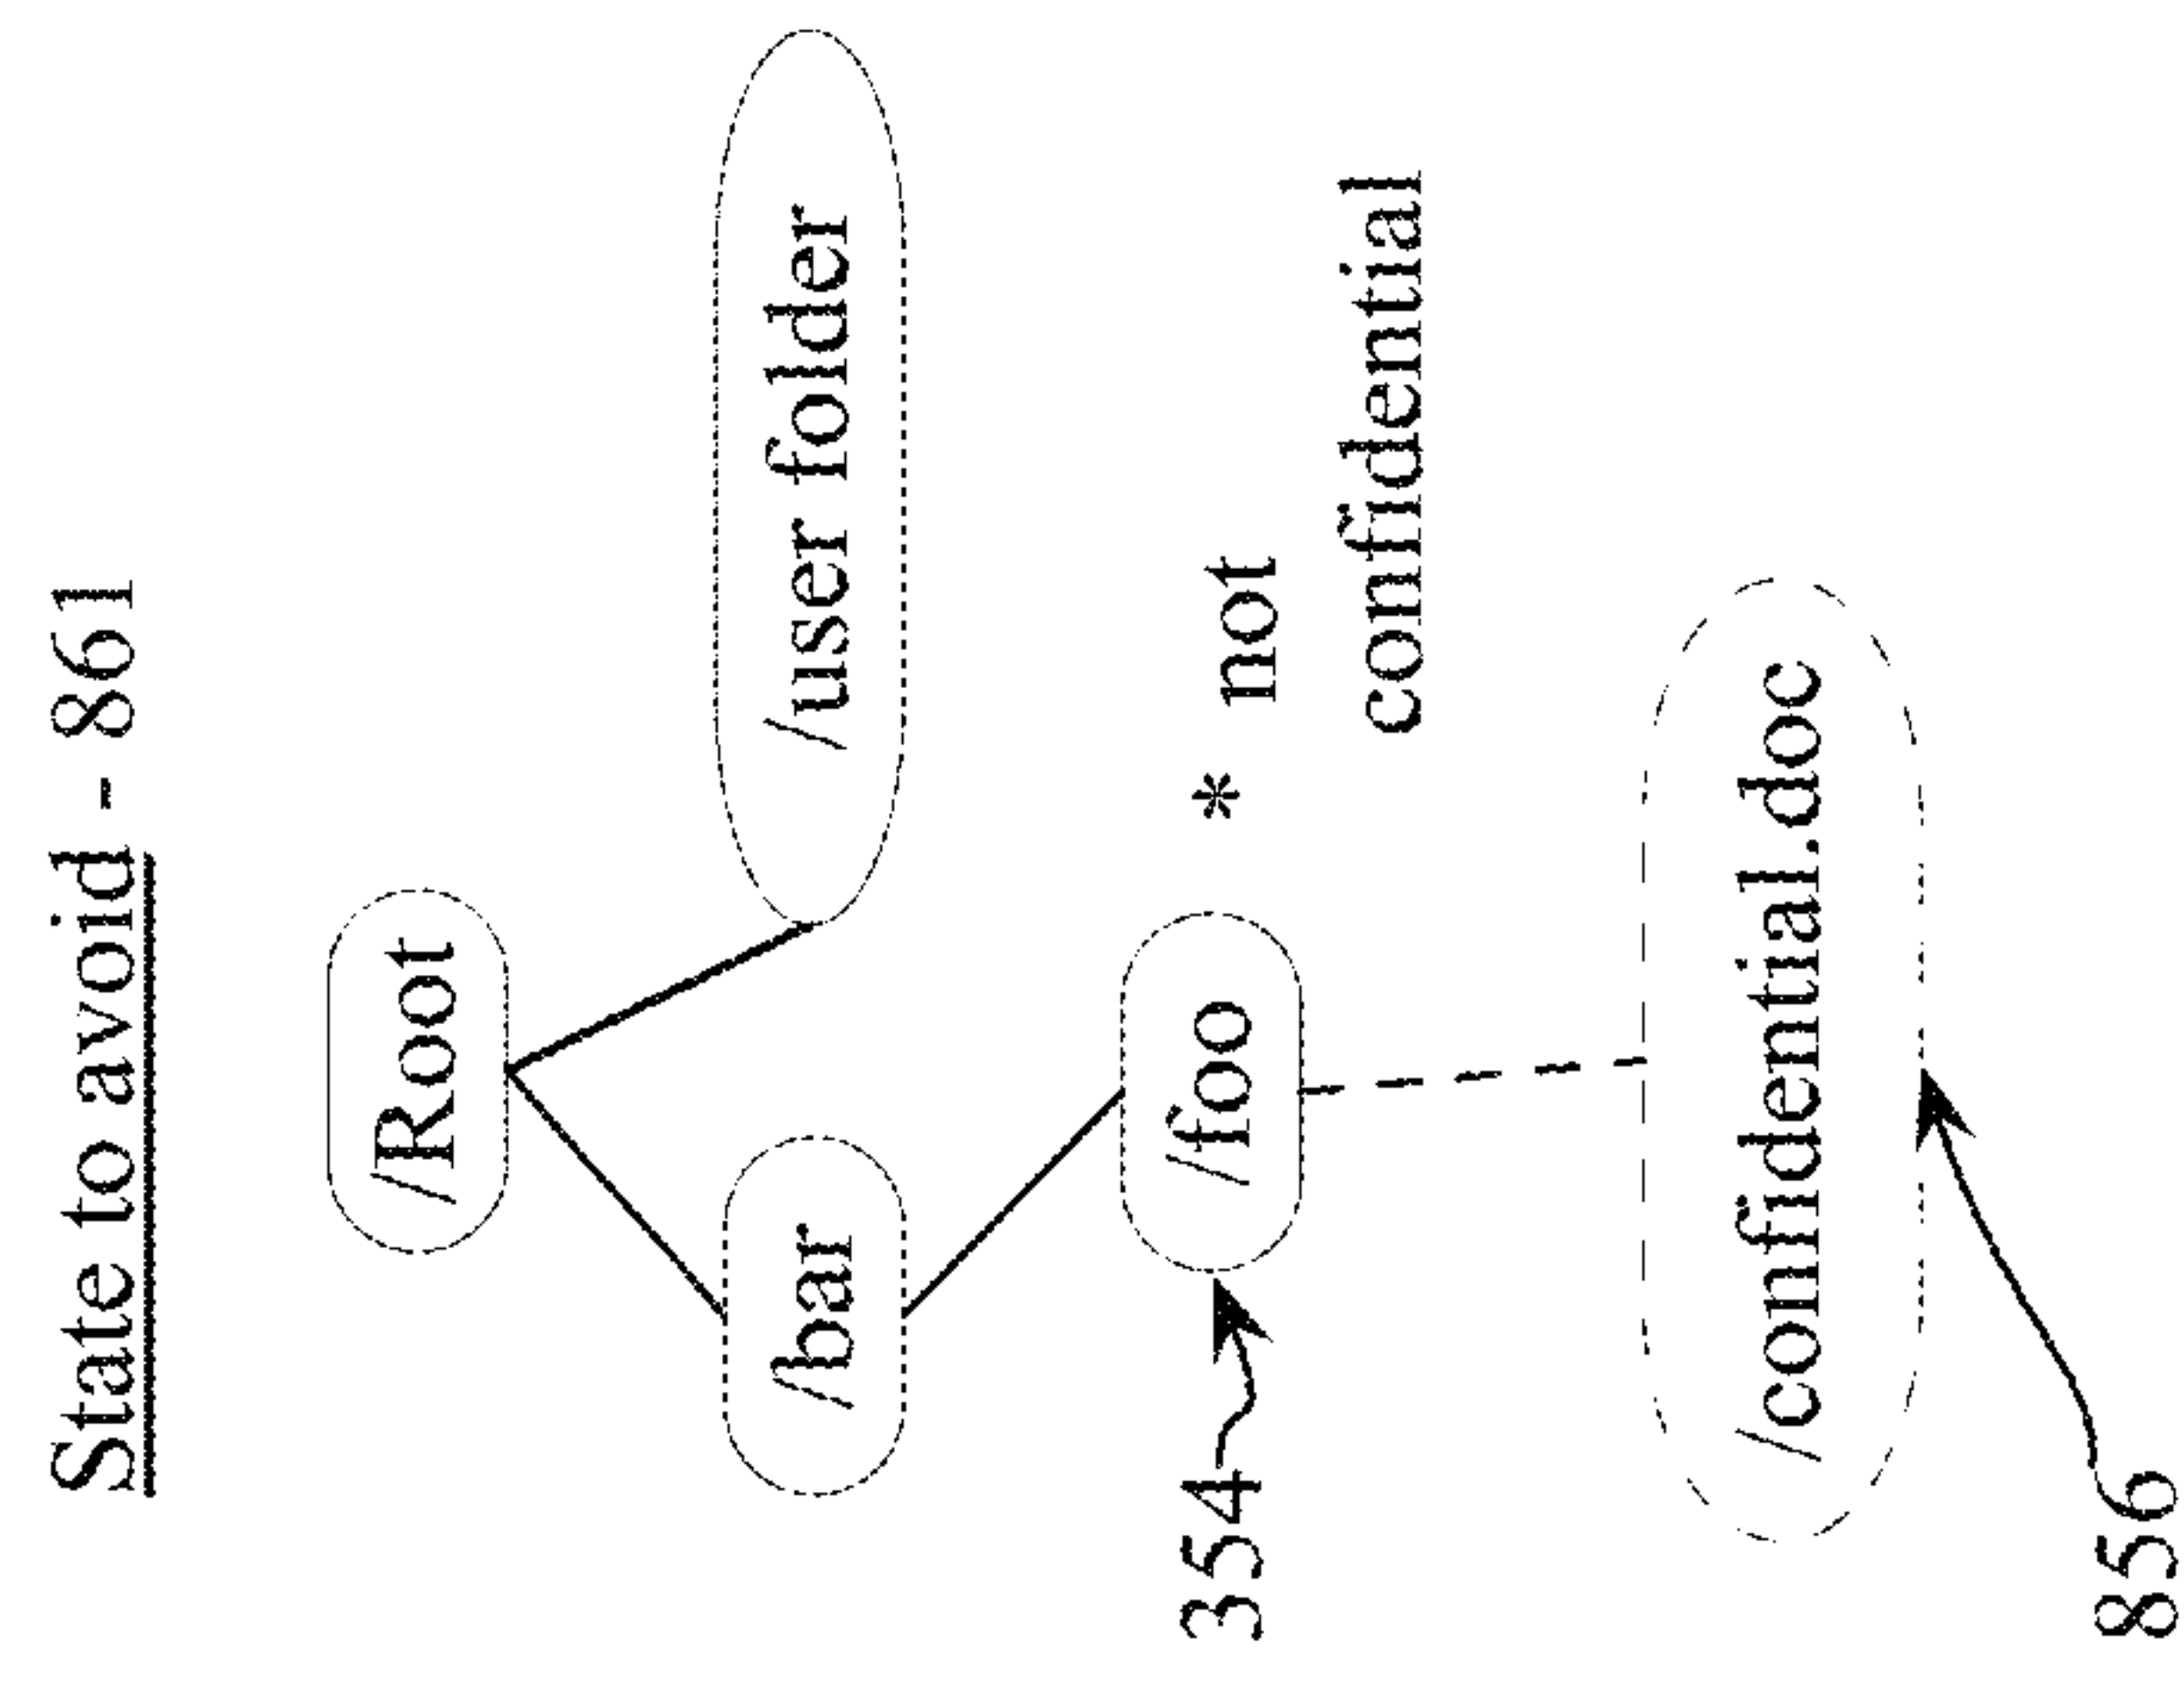 State to avoid - 861
/Root
/bar
/user folder
354
/foo
* not
confidential
/confidential.doc
856